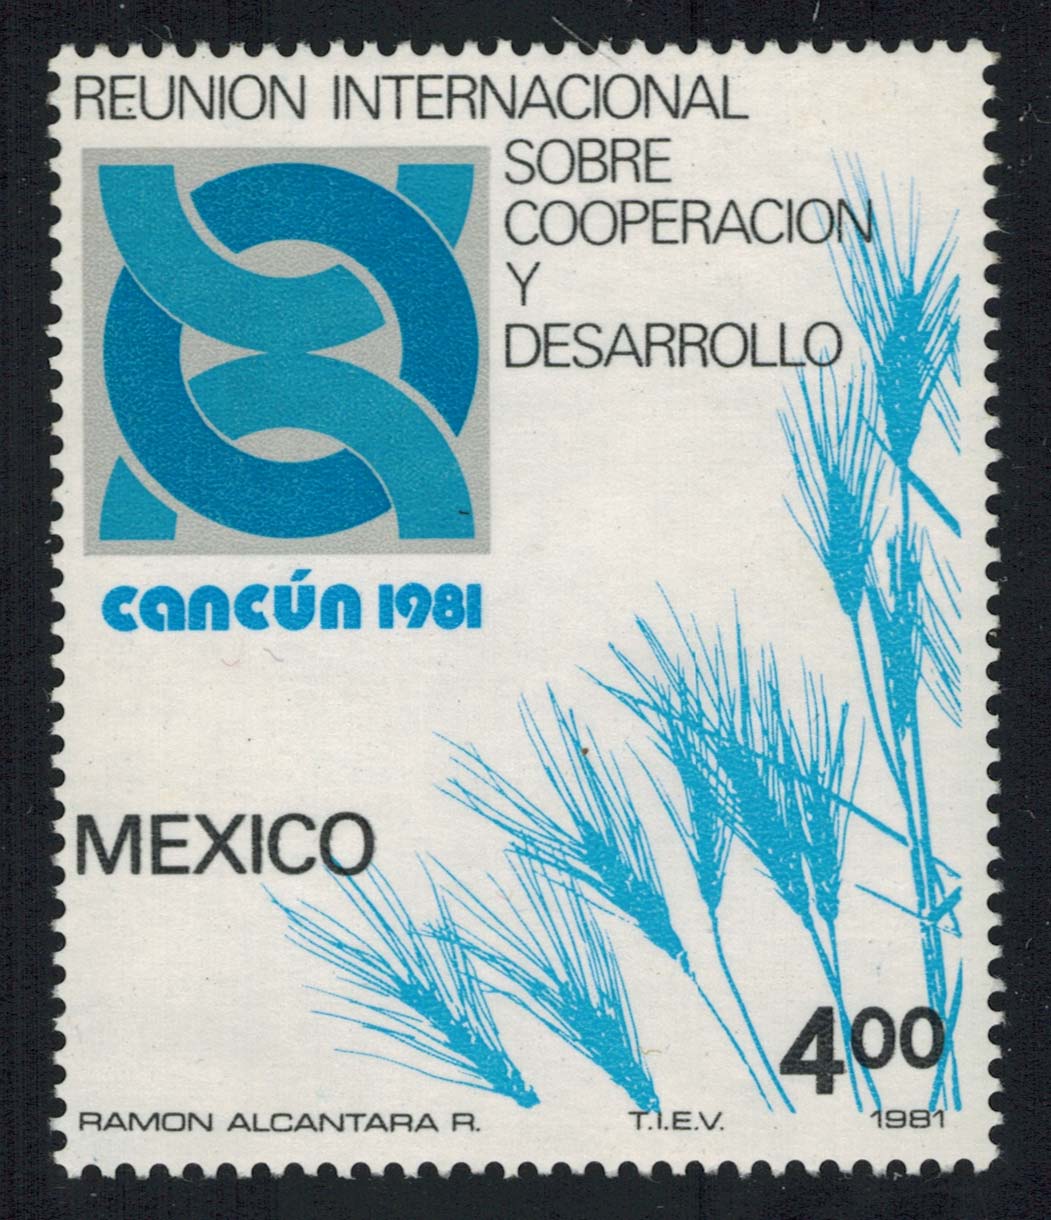 REUNION INTERNACIONAL
SOBRE
COOPERACION
Y
DESARROLLO
cancún 1981
MEXICO
4.00
RAMON ALCANTARA R. T.I.E.V. 1981